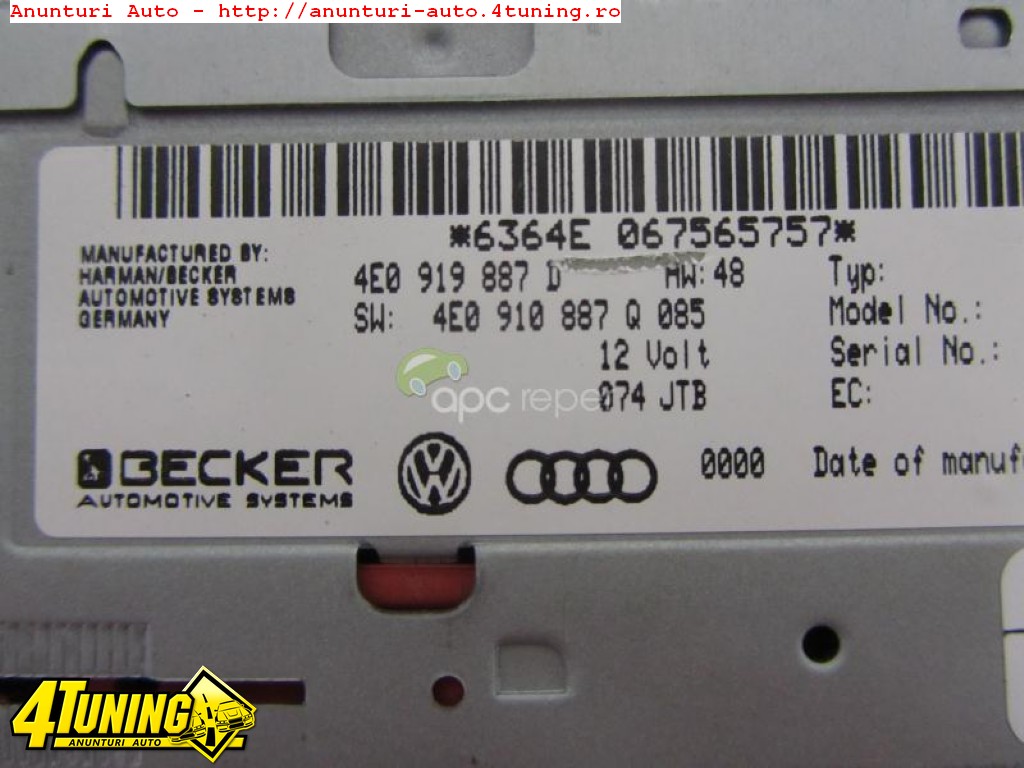 Anunturi Auto - http://anunturi-auto.4tuning.ro
*6364E 067565757*
MANUFACTURED BY:
HARMAN/BECKER
AUTOMOTIVE SYSTEMS
GERMANY
4E0 919 887 D HW: 48
SW: 4E0 910 887 Q 085
12 Volt
074 JTB
Typ:
Model No.:
Serial No.:
EC:
apc repe
BECKER
AUTOMOTIVE SYSTEMS
VW
0000 Date of manuf
4TUNING
ANUNTURI AUTO